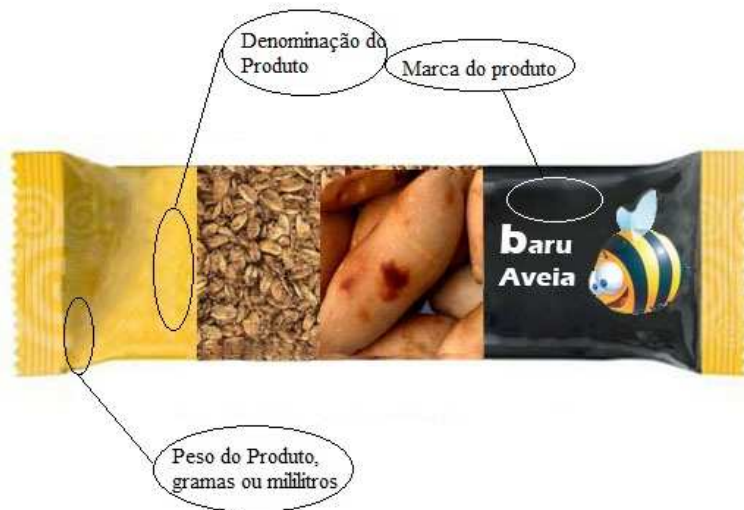 Denominação do
Produto
Marca do produto
baru
Aveia
Peso do Produto,
gramas ou mililitros